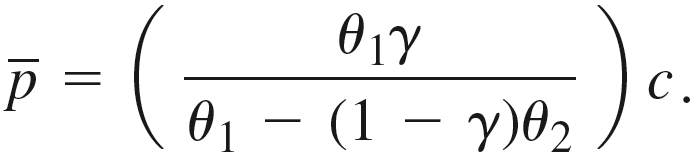 p̅ = ( θ₁γ / (θ₁ − (1 − γ)θ₂) ) c.